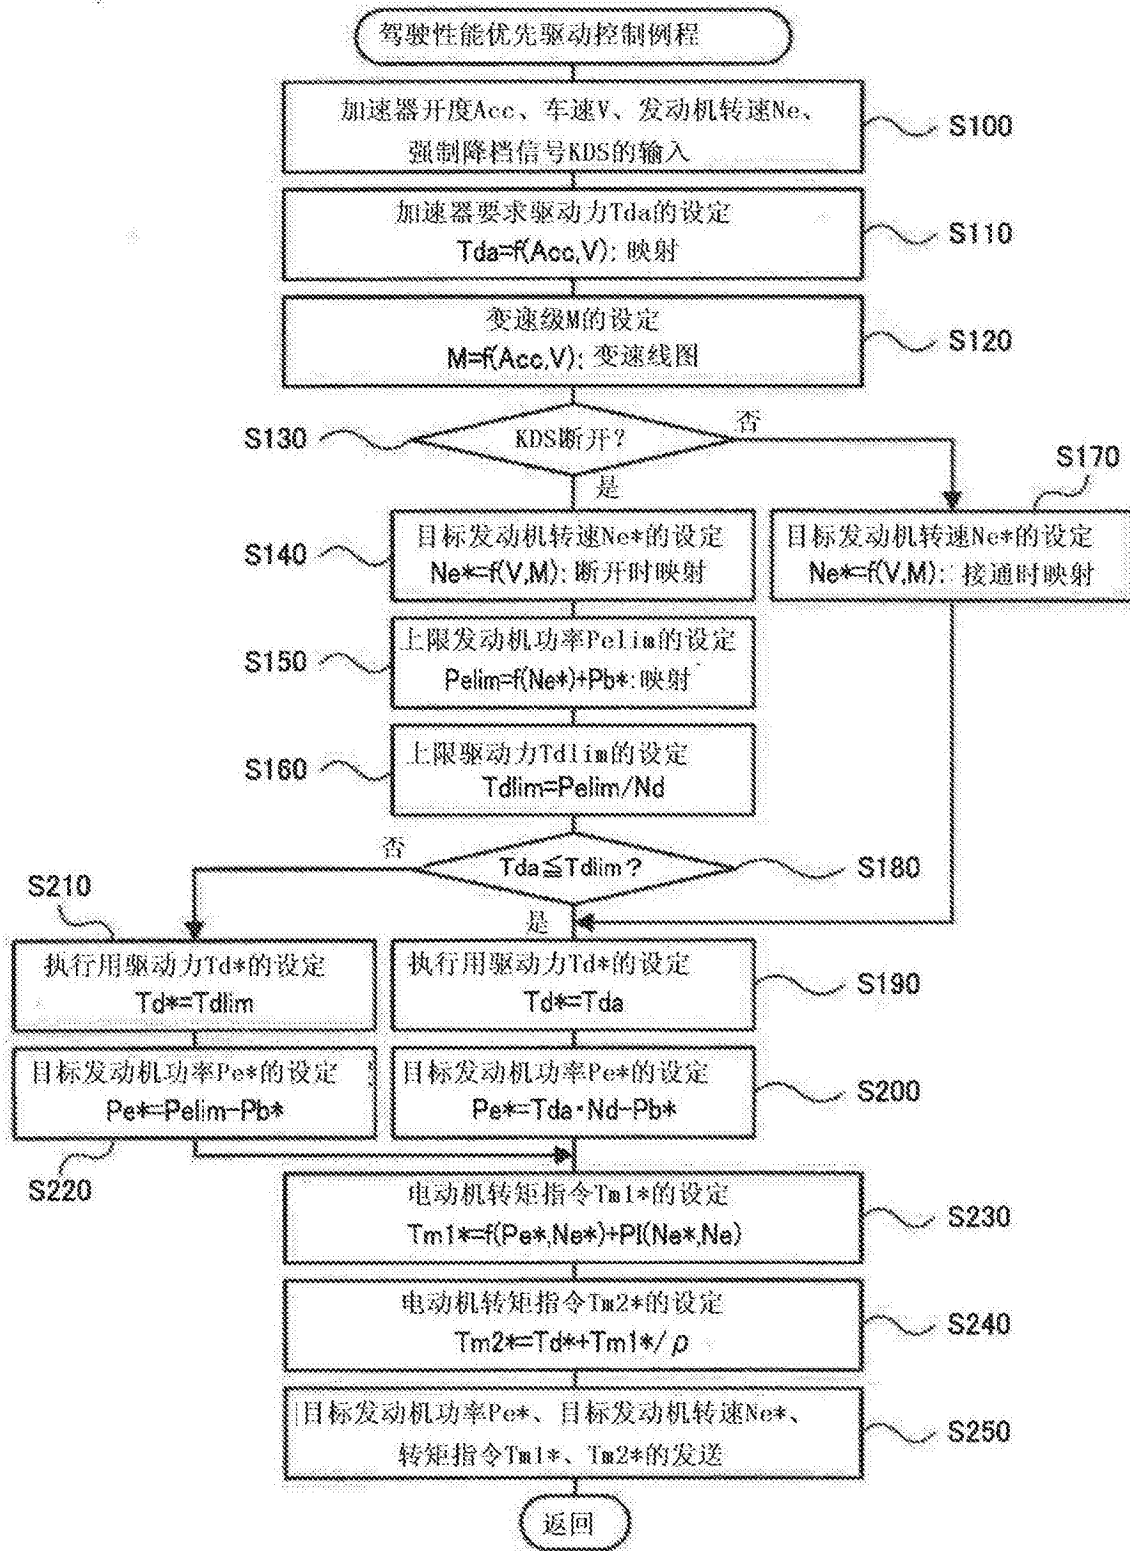 驾驶性能优先驱动控制例程
加速器开度Acc、车速V、发动机转速Ne、
强制降档信号KDS的输入
S100
加速器要求驱动力Tda的设定
Tda=f(Acc,V): 映射
S110
变速级M的设定
M=f(Acc,V): 变速线图
S120
S130
KDS断开?
否
是
S170
S140
目标发动机转速Ne*的设定
Ne*=f(V,M): 断开时映射
目标发动机转速Ne*的设定
Ne*=f(V,M): 接通时映射
S150
上限发动机功率Pelim的设定
Pelim=f(Ne*)+Pb*:映射
S160
上限驱动力Tdlim的设定
Tdlim=Pelim/Nd
否
Tda≦Tdlim?
S180
是
S210
执行用驱动力Td*的设定
Td*=Tdlim
执行用驱动力Td*的设定
Td*=Tda
S190
目标发动机功率Pe*的设定
Pe*=Pelim-Pb*
目标发动机功率Pe*的设定
Pe*=Tda·Nd-Pb*
S200
S220
电动机转矩指令Tm1*的设定
Tm1*=f(Pe*,Ne*)+PI(Ne*,Ne)
S230
电动机转矩指令Tm2*的设定
Tm2*=Td*+Tm1*/ρ
S240
目标发动机功率Pe*、目标发动机转速Ne*、
转矩指令Tm1*、Tm2*的发送
S250
返回